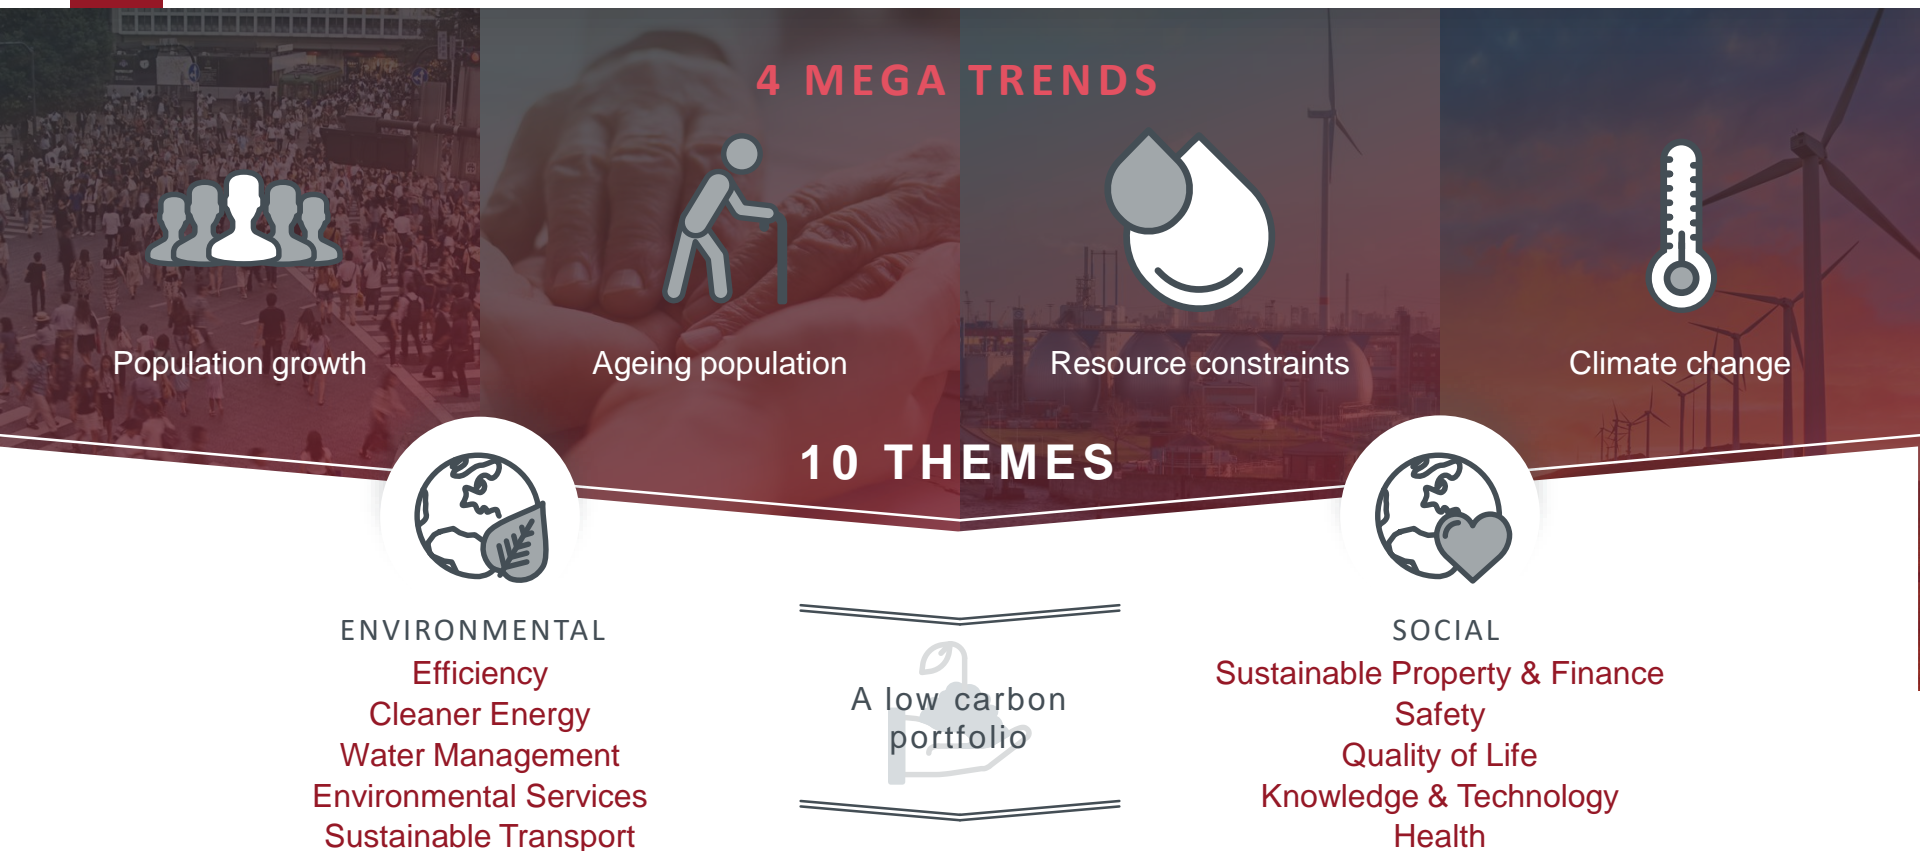 4 MEGA TRENDS
Population growth
Ageing population
Resource constraints
Climate change
10 THEMES
ENVIRONMENTAL
Efficiency
Cleaner Energy
Water Management
Environmental Services
Sustainable Transport
A low carbon
portfolio
SOCIAL
Sustainable Property & Finance
Safety
Quality of Life
Knowledge & Technology
Health